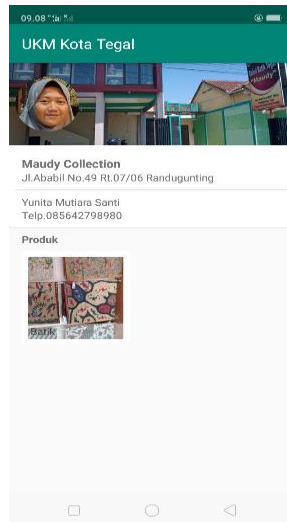 09.08
UKM Kota Tegal
Maudy
Maudy Collection
Jl.Ababil No.49 Rt.07/06 Randugunting
Yunita Mutiara Santi
Telp.085642798980
Produk
Batik